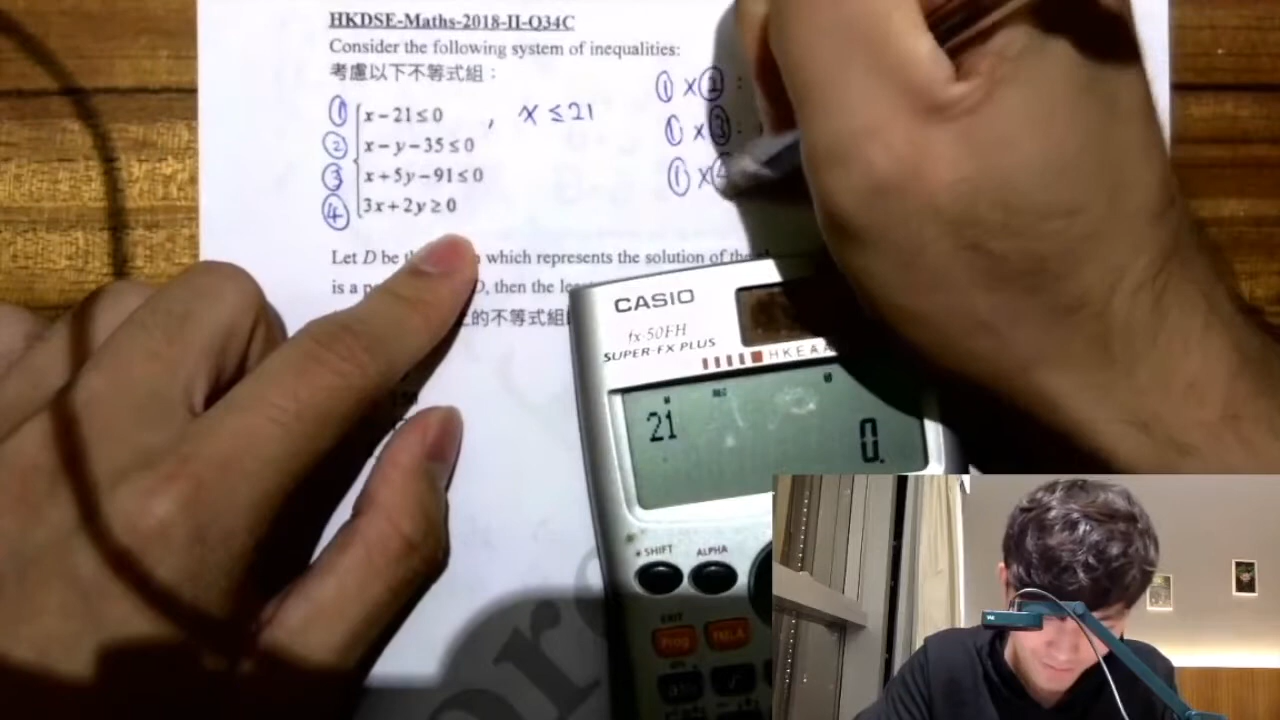 HKDSE-Maths-2018-II-Q34C
Consider the following system of inequalities:
考慮以下不等式組：
① x − 21 ≤ 0 , x ≤ 21
② x − y − 35 ≤ 0
③ x + 5y − 91 ≤ 0
④ 3x + 2y ≥ 0
① × ② :
① × ③ :
① ×
Let D be which represents the solution of the
is a D, then the
的不等式組
CASIO
fx-50FH
SUPER-FX PLUS
HKEAA
21
0.
SHIFT ALPHA
EXIT
Prog FMLA